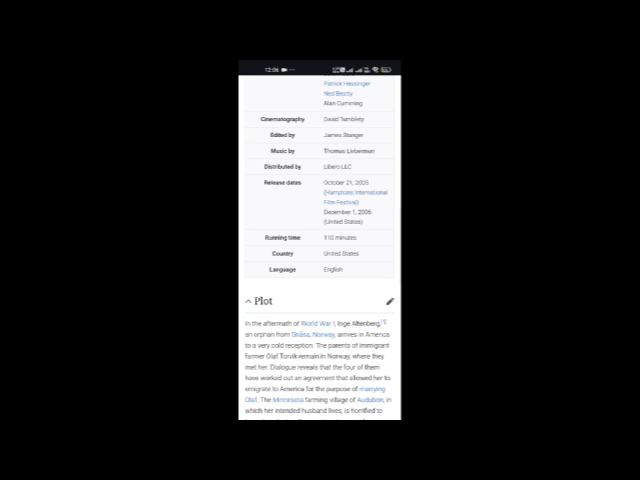 12:06
Patrick Heusinger
Ned Beatty
Alan Cumming
Cinematography David Tumblety
Edited by James Stanger
Music by Thomas Lieberman
Distributed by Libero LLC
Release dates October 21, 2005
(Hamptons International
Film Festival)
December 1, 2006
(United States)
Running time 110 minutes
Country United States
Language English
Plot
In the aftermath of World War I, Inge Altenberg,[1]
an orphan from Snåsa, Norway, arrives in America
to a very cold reception. The parents of immigrant
farmer Olaf Torvik remain in Norway, where they
met her. Dialogue reveals that the four of them
have worked out an agreement that allowed her to
emigrate to America for the purpose of marrying
Olaf. The Minnesota farming village of Audubon, in
which her intended husband lives, is horrified to